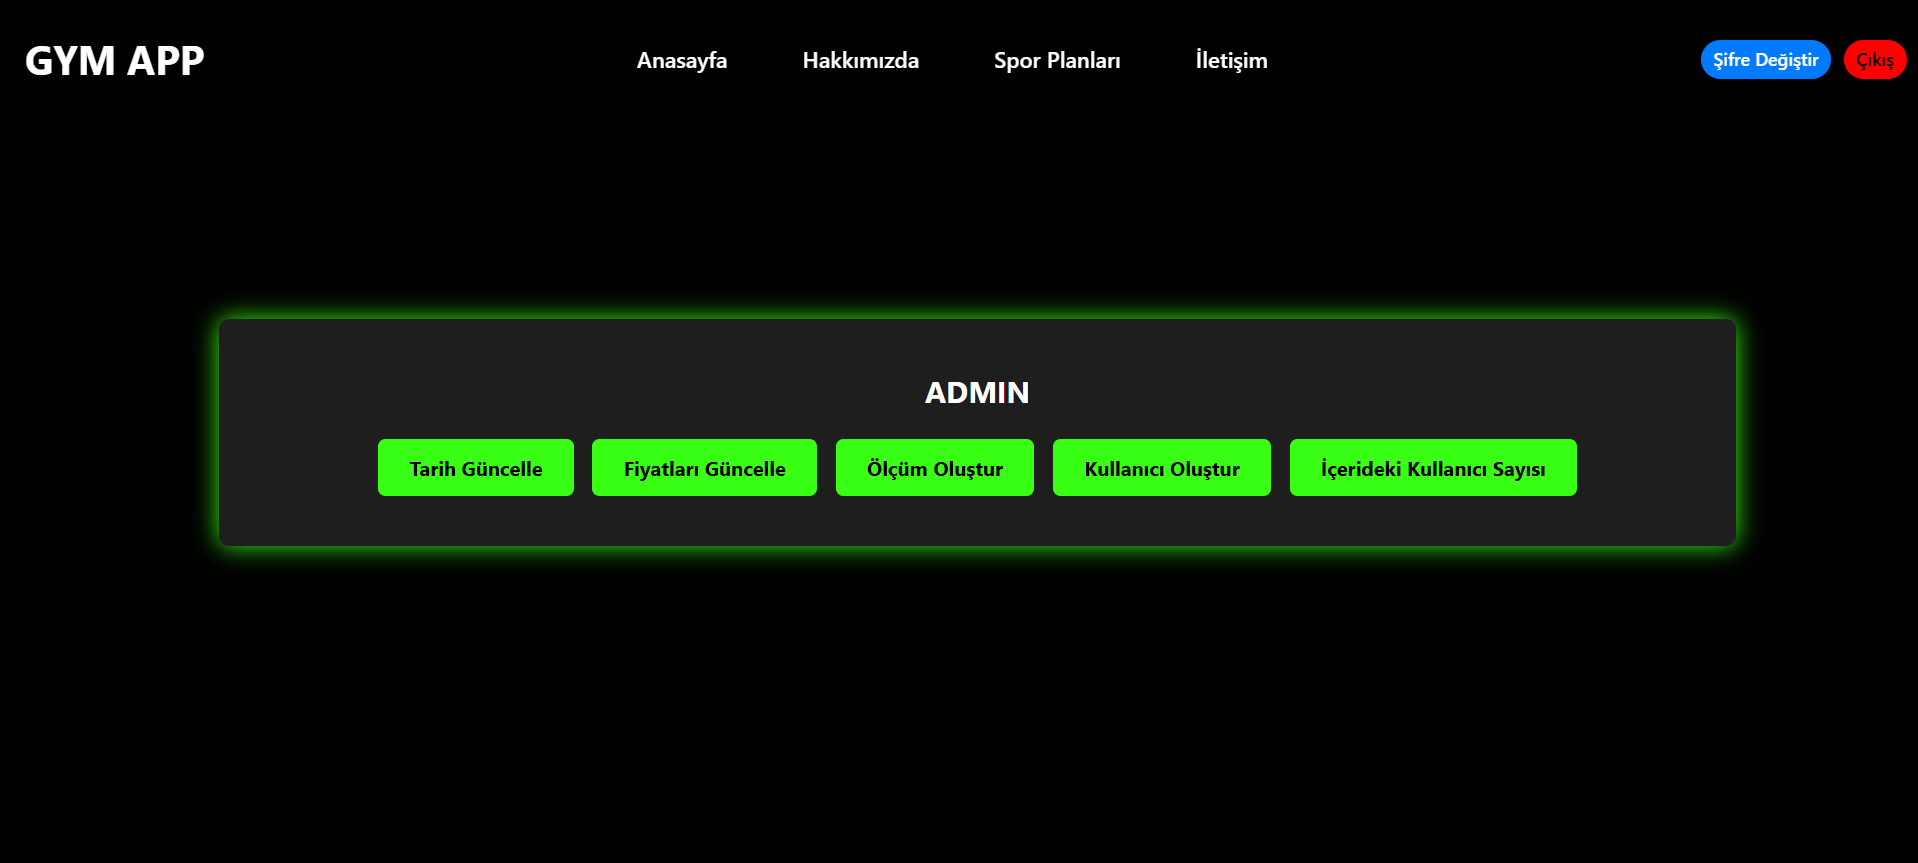 GYM APP
Anasayfa Hakkımızda Spor Planları İletişim
Şifre Değiştir Çıkış
ADMIN
Tarih Güncelle Fiyatları Güncelle Ölçüm Oluştur Kullanıcı Oluştur İçerideki Kullanıcı Sayısı